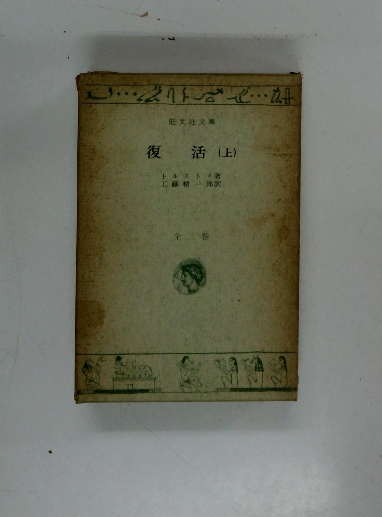 旺文社文庫
復 活 (上)
トルストイ著
工藤精一郎訳
全二巻